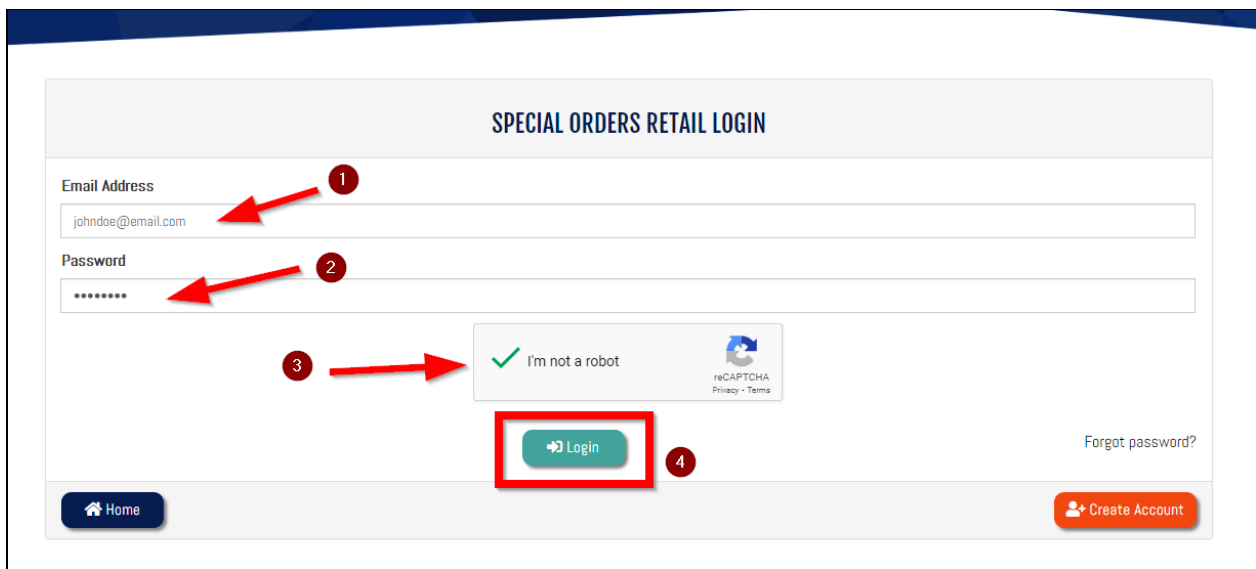 SPECIAL ORDERS RETAIL LOGIN
Email Address
1
johndoe@email.com
Password
2
••••••••
3
I'm not a robot
reCAPTCHA
Privacy - Terms
Login
4
Forgot password?
Home
Create Account